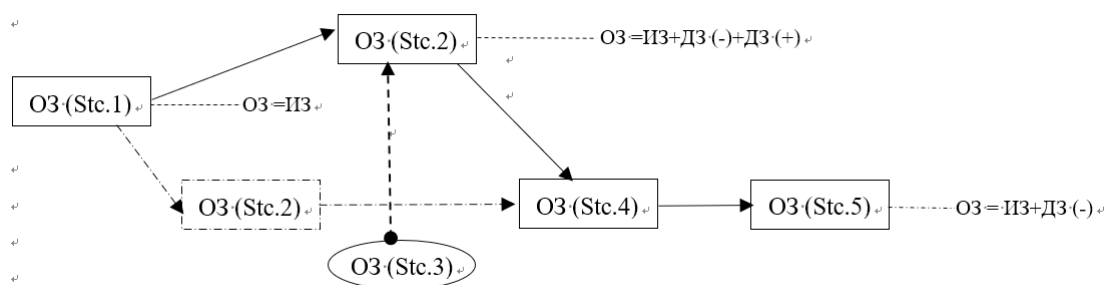 ОЗ (Stc.2)
ОЗ =ИЗ+ДЗ (-)+ДЗ (+)
ОЗ (Stc.1)
ОЗ =ИЗ
ОЗ (Stc.2)
ОЗ (Stc.4)
ОЗ (Stc.5)
ОЗ = ИЗ+ДЗ (-)
ОЗ (Stc.3)